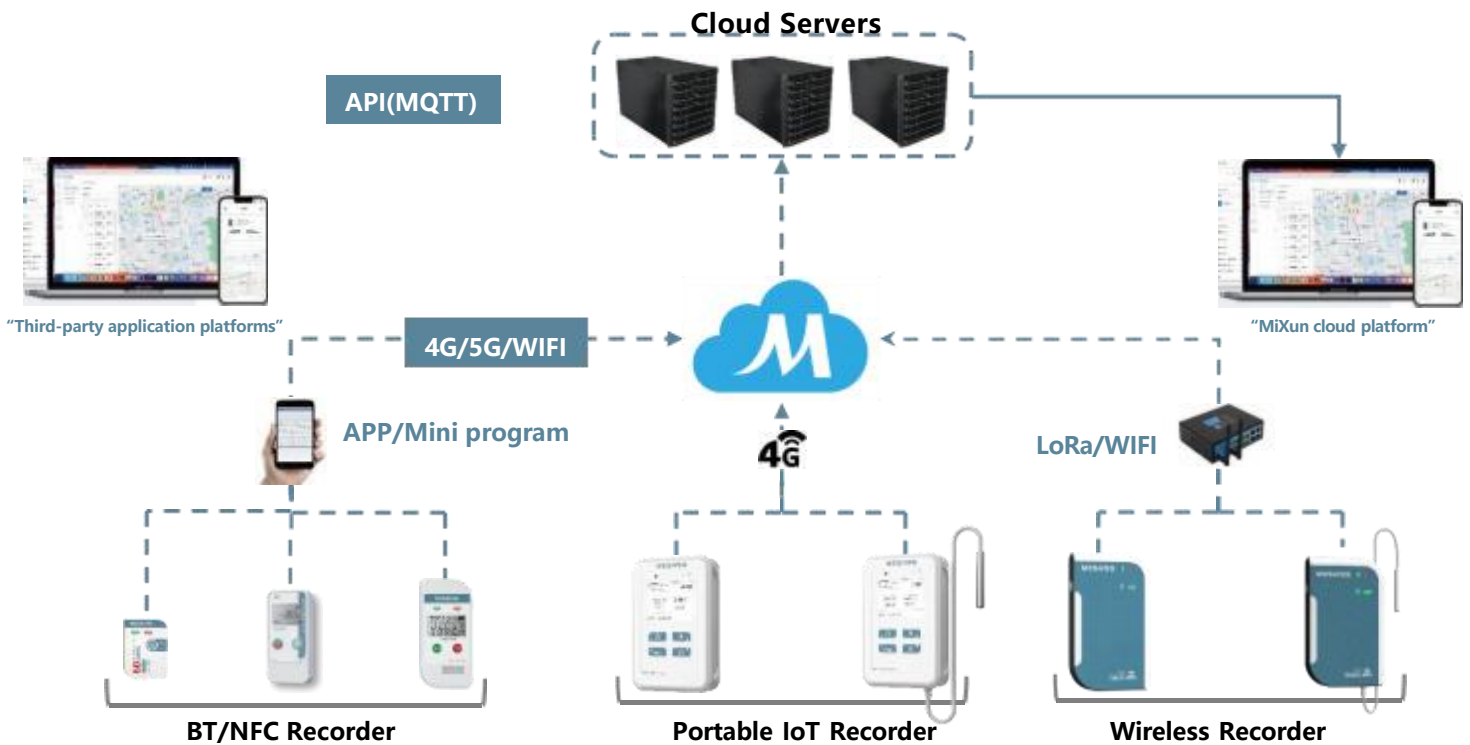 Cloud Servers
API(MQTT)
“Third-party application platforms”
“MiXun cloud platform”
4G/5G/WIFI
M
APP/Mini program
4G
LoRa/WIFI
BT/NFC Recorder
Portable IoT Recorder
Wireless Recorder